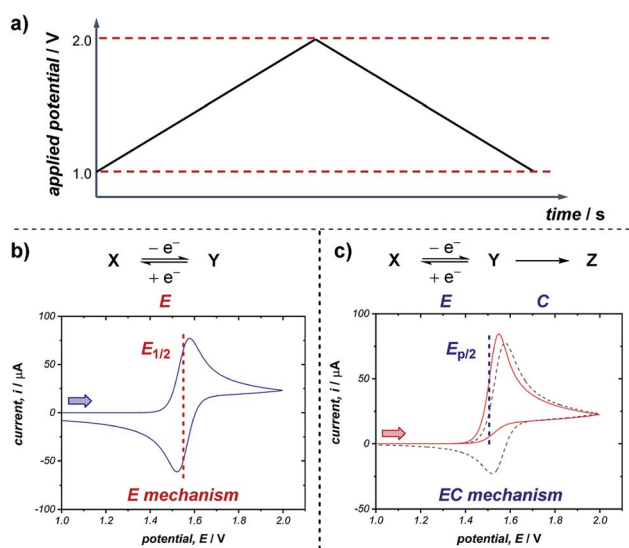 a)
applied potential / V
2.0
1.0
time / s
b)
X − e⁻ Y
+ e⁻
E
100
50
0
-50
-100
current, i / μA
E1/2
E mechanism
1.0 1.2 1.4 1.6 1.8 2.0
potential, E / V
c)
X − e⁻ Y Z
+ e⁻
E C
100
50
0
-50
current, i / μA
Ep/2
EC mechanism
1.0 1.2 1.4 1.6 1.8 2.0
potential, E / V